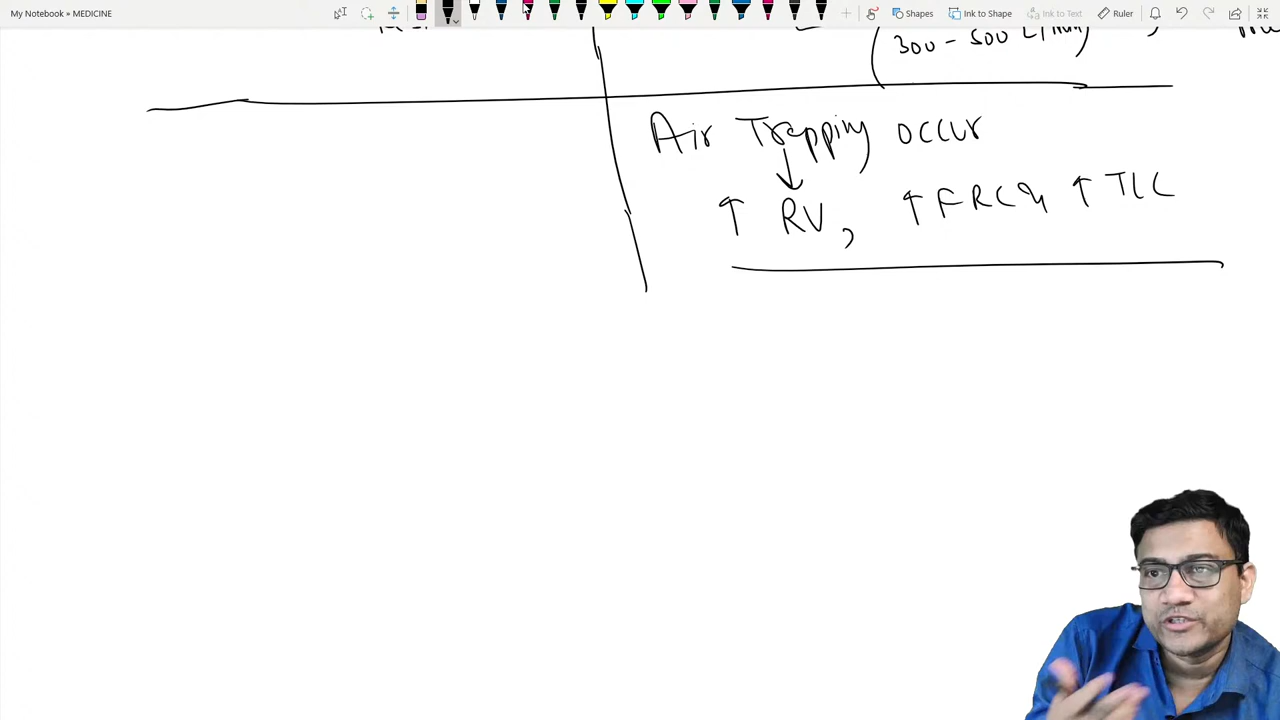 My Notebook » MEDICINE
Shapes Ink to Shape Ink to Text Ruler
300 - 500 L/min
Air Trapping occur
↑ RV, ↑ FRC & ↑ TLC